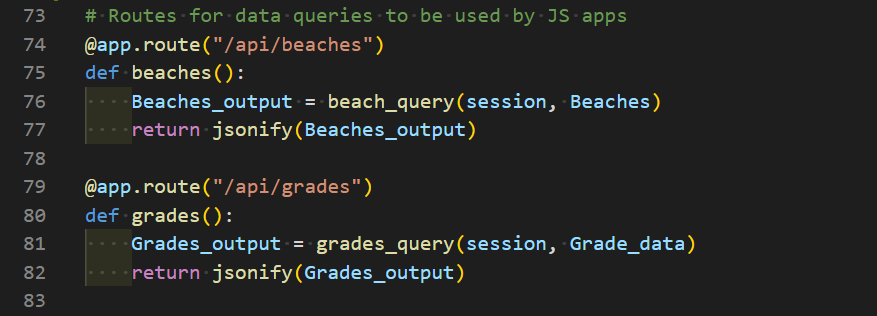 73 # Routes for data queries to be used by JS apps
74 @app.route("/api/beaches")
75 def beaches():
76     Beaches_output = beach_query(session, Beaches)
77     return jsonify(Beaches_output)
78
79 @app.route("/api/grades")
80 def grades():
81     Grades_output = grades_query(session, Grade_data)
82     return jsonify(Grades_output)
83